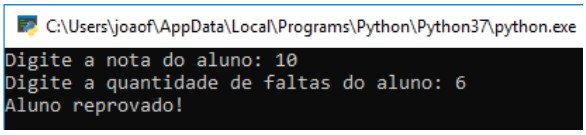 C:\Users\joaof\AppData\Local\Programs\Python\Python37\python.exe
Digite a nota do aluno: 10
Digite a quantidade de faltas do aluno: 6
Aluno reprovado!